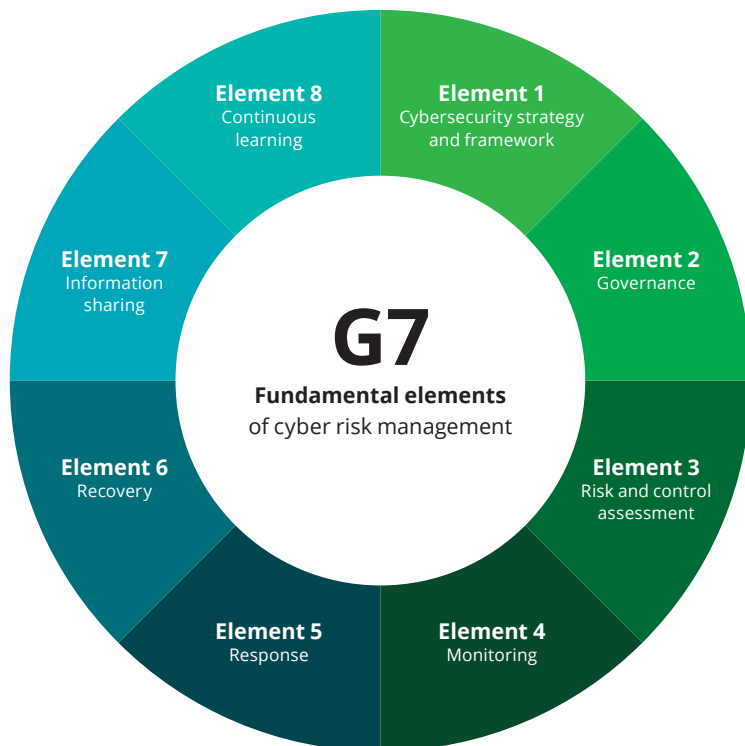 G7
Fundamental elements
of cyber risk management
Element 1
Cybersecurity strategy
and framework
Element 2
Governance
Element 3
Risk and control
assessment
Element 4
Monitoring
Element 5
Response
Element 6
Recovery
Element 7
Information
sharing
Element 8
Continuous
learning